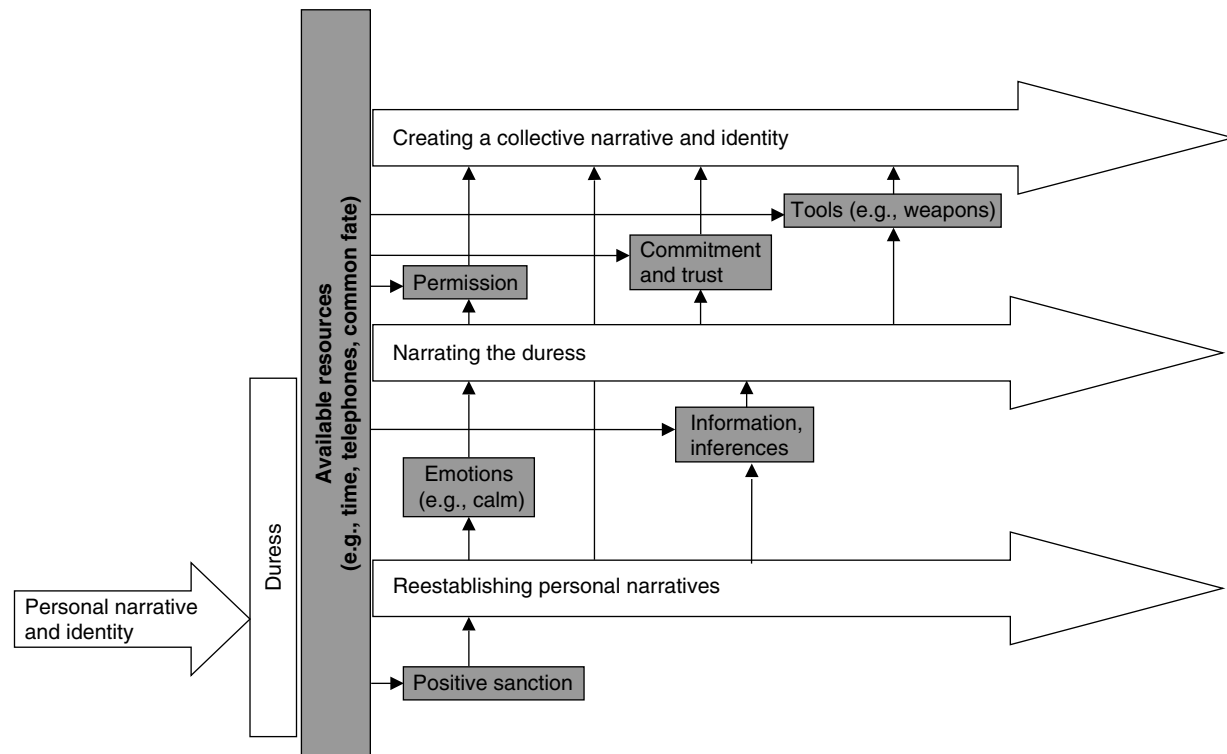 Creating a collective narrative and identity
Tools (e.g., weapons)
Commitment
and trust
Permission
Available resources
(e.g., time, telephones, common fate)
Narrating the duress
Information,
inferences
Emotions
(e.g., calm)
Duress
Reestablishing personal narratives
Personal narrative
and identity
Positive sanction